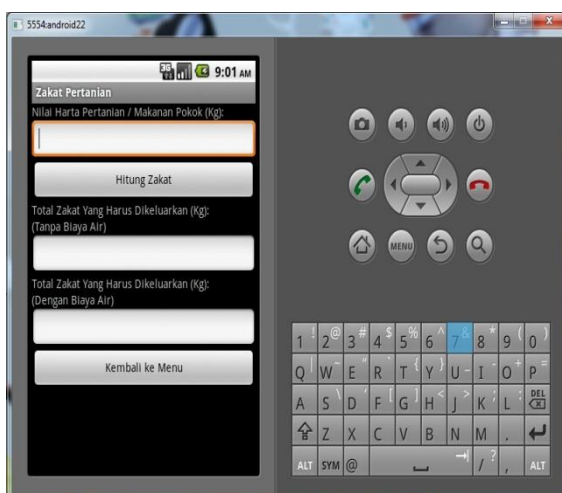 5554:android22
3G
9:01 AM
Zakat Pertanian
Nilai Harta Pertanian / Makanan Pokok (Kg):
Hitung Zakat
Total Zakat Yang Harus Dikeluarkan (Kg):
(Tanpa Biaya Air)
Total Zakat Yang Harus Dikeluarkan (Kg):
(Dengan Biaya Air)
Kembali ke Menu
MENU
1 ! 2 @ 3 # 4 $ 5 % 6 ^ 7 & 8 * 9 ( 0 )
Q | W ~ E " R ` T { Y } U _ I - O + P =
A S \ D ' F [ G ] H < J > K ; L : DEL
Z X C V B N M .
ALT SYM @ / ? , ALT